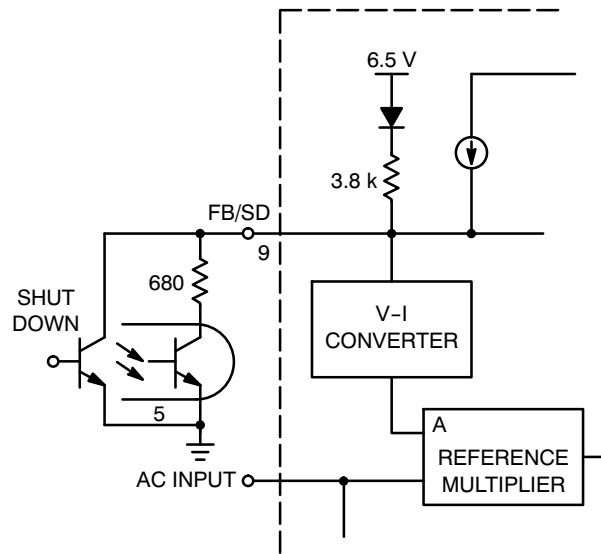 6.5 V
3.8 k
FB/SD
9
680
SHUT
DOWN
V-I
CONVERTER
5
A
REFERENCE
MULTIPLIER
AC INPUT